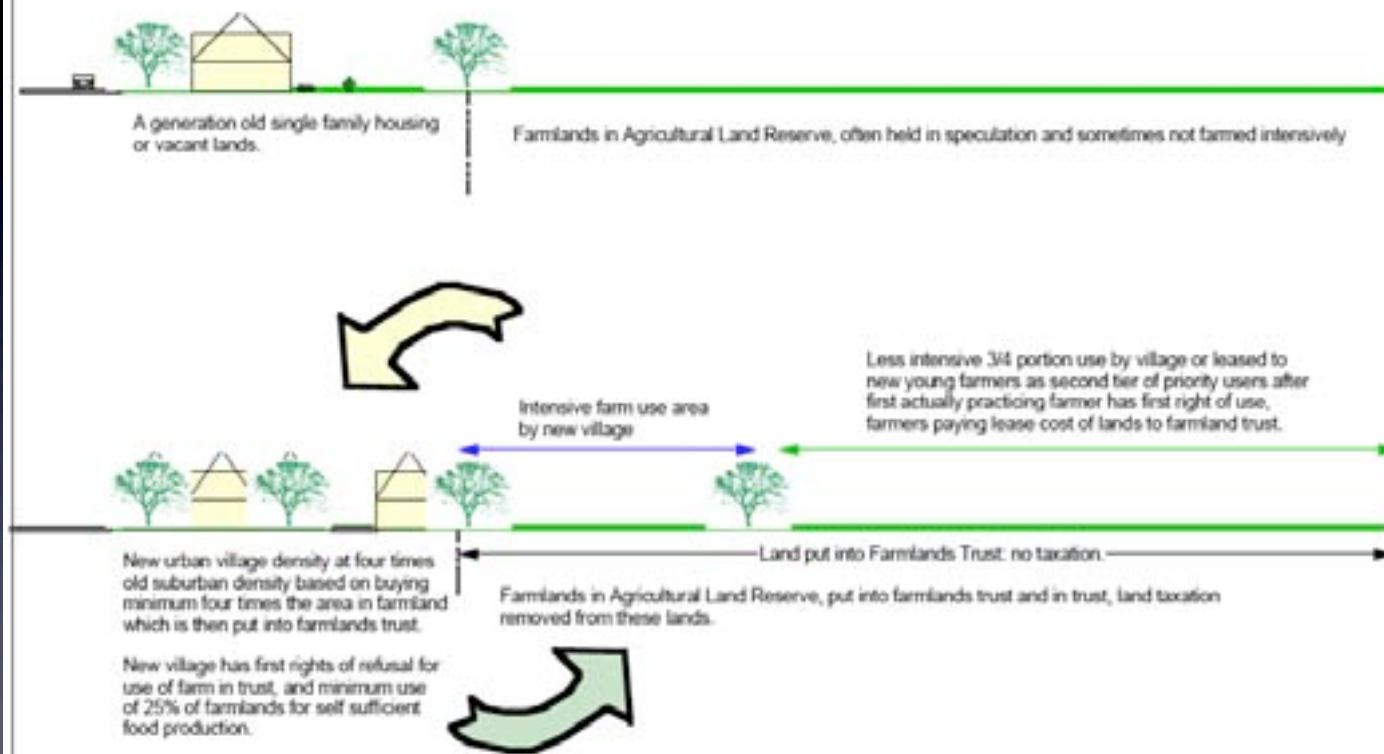 A generation old single family housing
or vacant lands.
Farmlands in Agricultural Land Reserve, often held in speculation and sometimes not farmed intensively
Less intensive 3/4 portion use by village or leased to
new young farmers as second tier of priority users after
first actually practicing farmer has first right of use,
farmers paying lease cost of lands to farmland trust.
Intensive farm use area
by new village
Land put into Farmlands Trust: no taxation.
New urban village density at four times
old suburban density based on buying
minimum four times the area in farmland
which is then put into farmlands trust.
Farmlands in Agricultural Land Reserve, put into farmlands trust and in trust, land taxation
removed from these lands.
New village has first rights of refusal for
use of farm in trust, and minimum use
of 25% of farmlands for self sufficient
food production.